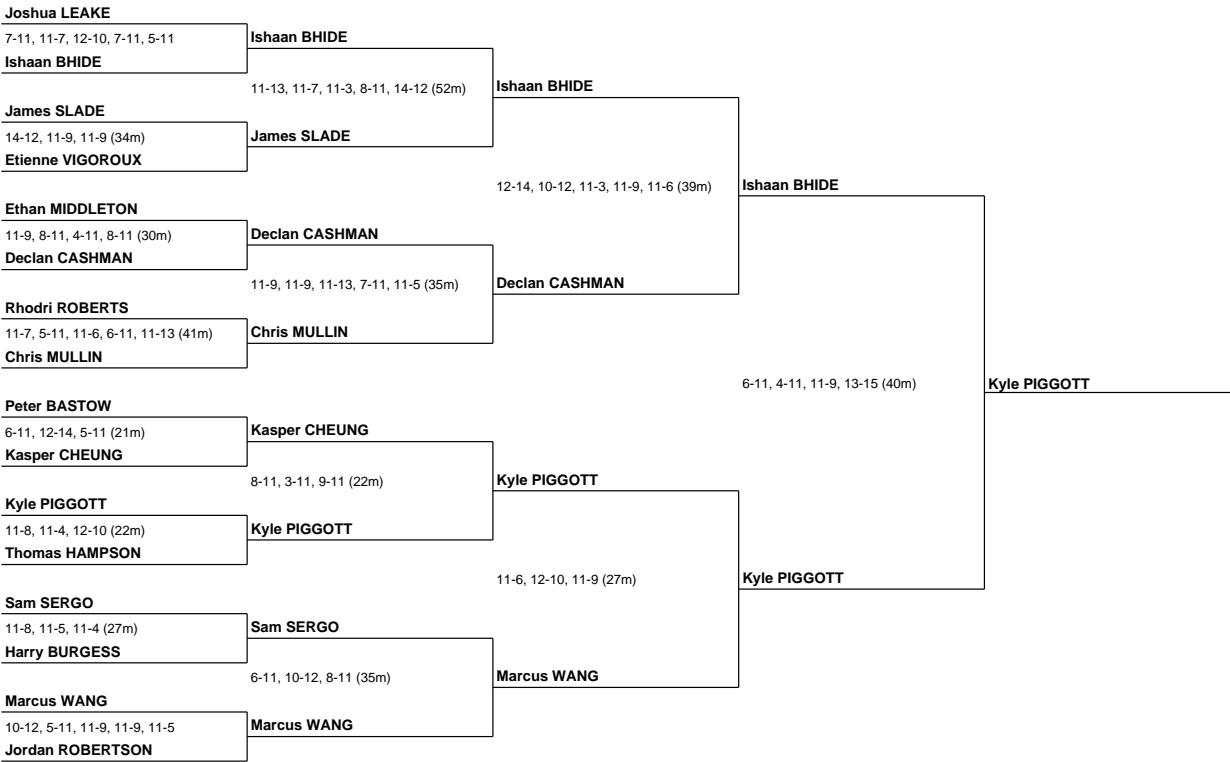 Joshua LEAKE
7-11, 11-7, 12-10, 7-11, 5-11
Ishaan BHIDE
Ishaan BHIDE
11-13, 11-7, 11-3, 8-11, 14-12 (52m)
Ishaan BHIDE
James SLADE
14-12, 11-9, 11-9 (34m)
James SLADE
Etienne VIGOROUX
12-14, 10-12, 11-3, 11-9, 11-6 (39m)
Ishaan BHIDE
Ethan MIDDLETON
11-9, 8-11, 4-11, 8-11 (30m)
Declan CASHMAN
Declan CASHMAN
11-9, 11-9, 11-13, 7-11, 11-5 (35m)
Declan CASHMAN
Rhodri ROBERTS
11-7, 5-11, 11-6, 6-11, 11-13 (41m)
Chris MULLIN
Chris MULLIN
6-11, 4-11, 11-9, 13-15 (40m)
Kyle PIGGOTT
Peter BASTOW
6-11, 12-14, 5-11 (21m)
Kasper CHEUNG
Kasper CHEUNG
8-11, 3-11, 9-11 (22m)
Kyle PIGGOTT
Kyle PIGGOTT
11-8, 11-4, 12-10 (22m)
Kyle PIGGOTT
Thomas HAMPSON
11-6, 12-10, 11-9 (27m)
Kyle PIGGOTT
Sam SERGO
11-8, 11-5, 11-4 (27m)
Sam SERGO
Harry BURGESS
6-11, 10-12, 8-11 (35m)
Marcus WANG
Marcus WANG
10-12, 5-11, 11-9, 11-9, 11-5
Marcus WANG
Jordan ROBERTSON